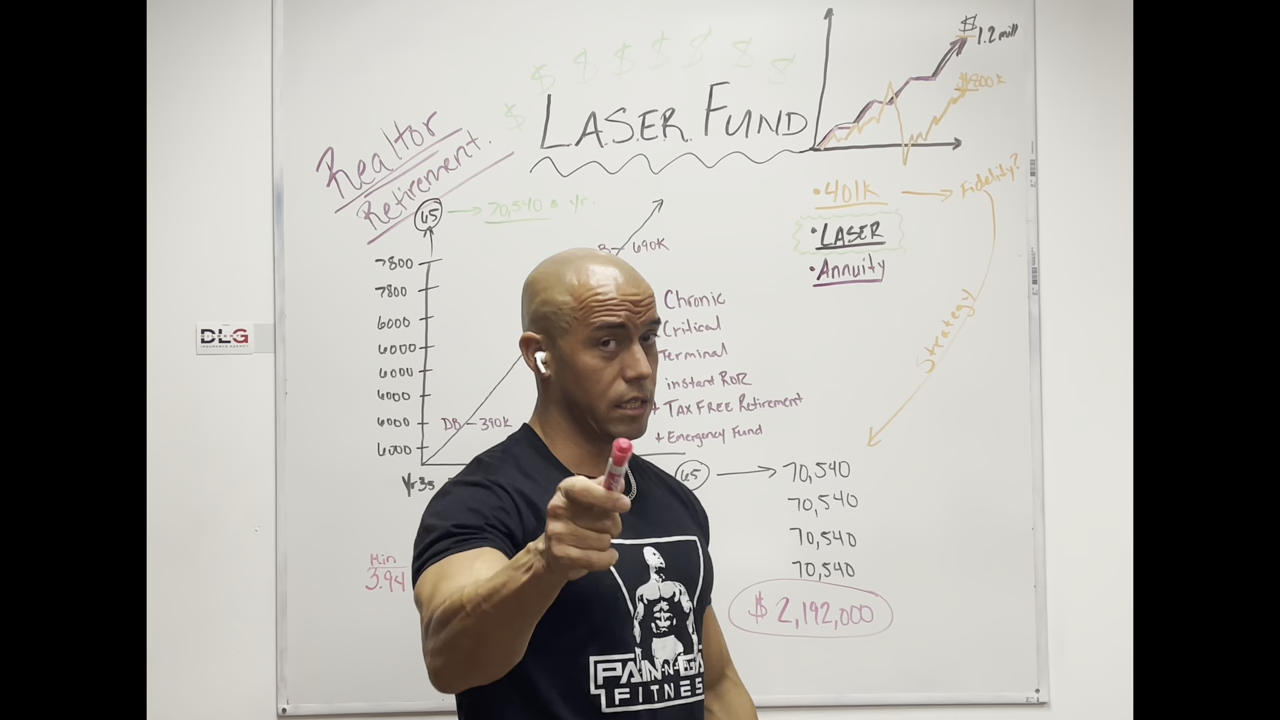 $ $ $ $ $ $ $ $
LASER FUND
Realtor
Retirement.
$ 1.2 mill
$800K
65 → 70,540 a yr.
7800
7800
6000
6000
6000
6000
6000
6000
Yr 35
B - 690K
DB - 390K
Chronic
Critical
Terminal
instant ROR
+ TAX FREE Retirement
+ Emergency Fund
• 401K → Fidelity?
• LASER
• Annuity
Strategy
65 → 70,540
70,540
70,540
70,540
$ 2,192,000
Min
3.94
DLG
INSURANCE AGENCY
PAIN-N-GA
FITNES